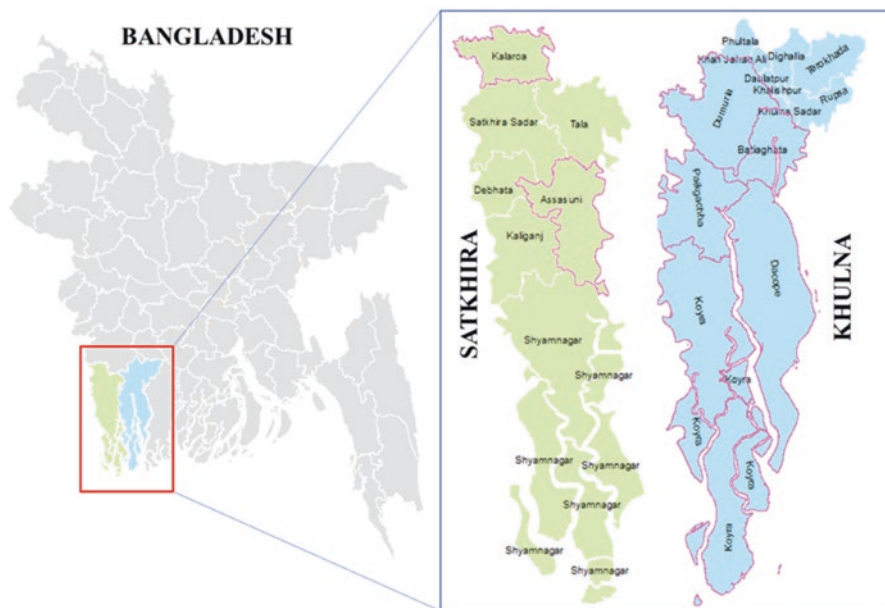 BANGLADESH
SATKHIRA
Kalaroa
Satkhira Sadar
Tala
Debhata
Assasuni
Kaliganj
Shyamnagar
Shyamnagar
Shyamnagar
Shyamnagar
Shyamnagar
Shyamnagar
Shyamnagar
KHULNA
Phultala
Khan Jahan Ali
Dighalia
Terokhada
Daulatpur
Khalishpur
Rupsa
Khulna Sadar
Dumuria
Batiaghata
Paikgachha
Dacope
Koyra
Koyra
Koyra
Koyra
Koyra